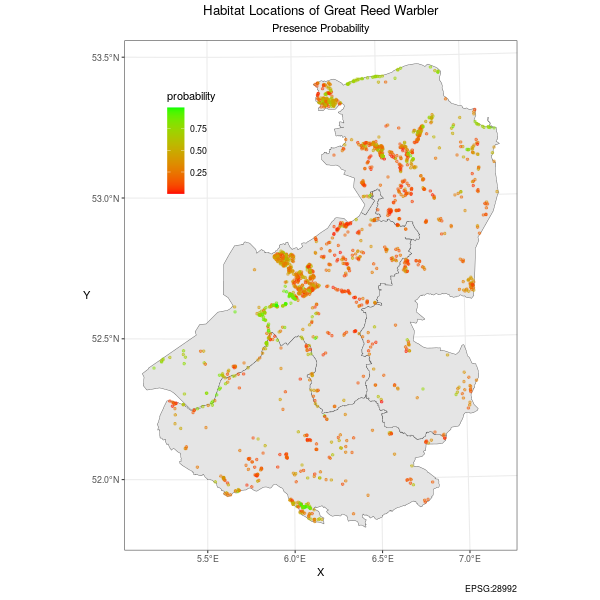 Habitat Locations of Great Reed Warbler
Presence Probability
53.5°N
probability
0.75
0.50
0.25
53.0°N
Y
52.5°N
52.0°N
5.5°E 6.0°E 6.5°E 7.0°E
X
EPSG:28992